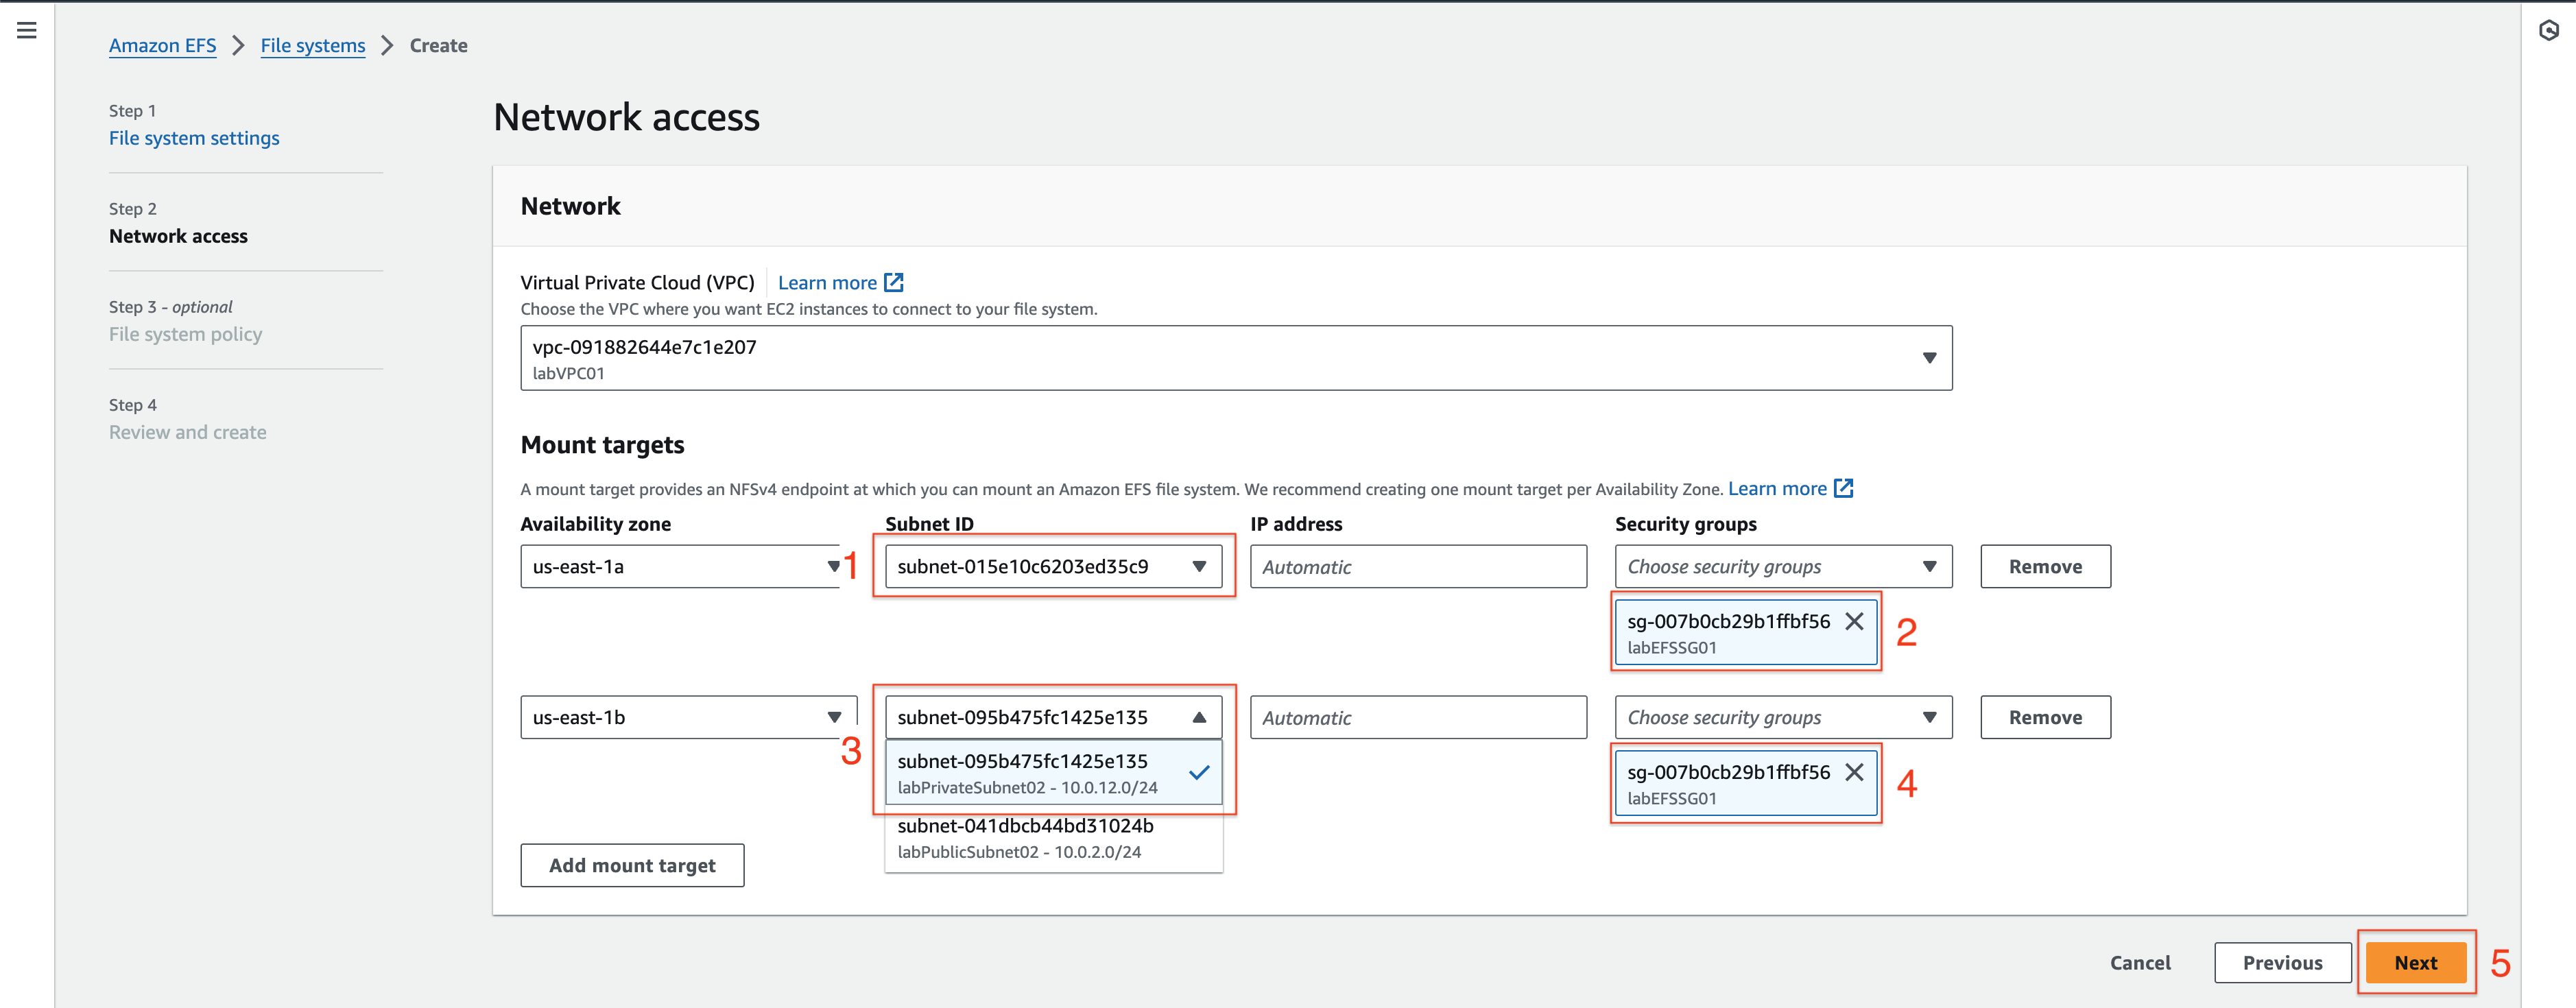 Amazon EFS > File systems > Create
Step 1
File system settings
Step 2
Network access
Step 3 - optional
File system policy
Step 4
Review and create
Network access
Network
Virtual Private Cloud (VPC) Learn more
Choose the VPC where you want EC2 instances to connect to your file system.
vpc-091882644e7c1e207
labVPC01
Mount targets
A mount target provides an NFSv4 endpoint at which you can mount an Amazon EFS file system. We recommend creating one mount target per Availability Zone. Learn more
Availability zone Subnet ID IP address Security groups
us-east-1a 1 subnet-015e10c6203ed35c9 Automatic Choose security groups Remove
sg-007b0cb29b1ffbf56 2
labEFSSG01
us-east-1b subnet-095b475fc1425e135 Automatic Choose security groups Remove
3 subnet-095b475fc1425e135 sg-007b0cb29b1ffbf56 4
labPrivateSubnet02 - 10.0.12.0/24 labEFSSG01
subnet-041dbcb44bd31024b
labPublicSubnet02 - 10.0.2.0/24
Add mount target
Cancel Previous Next 5